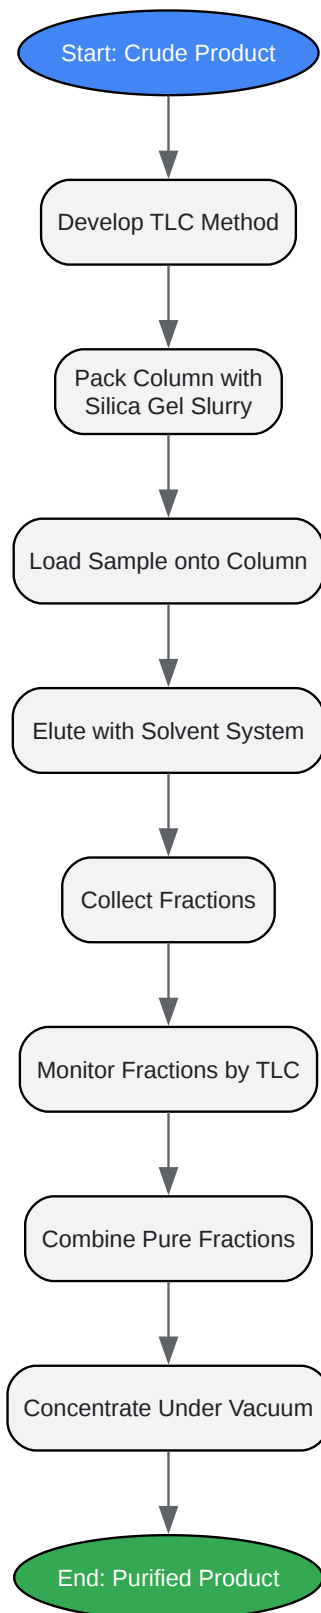 Start: Crude Product
Develop TLC Method
Pack Column with
Silica Gel Slurry
Load Sample onto Column
Elute with Solvent System
Collect Fractions
Monitor Fractions by TLC
Combine Pure Fractions
Concentrate Under Vacuum
End: Purified Product